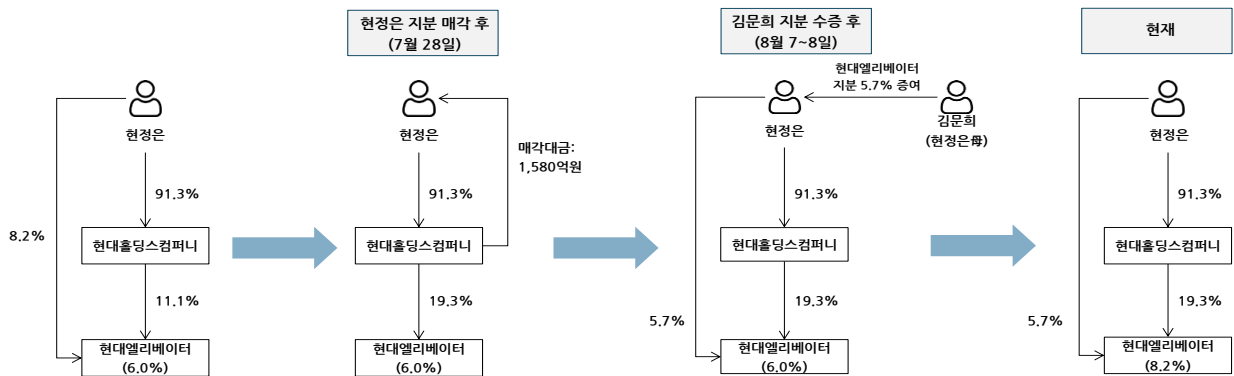 현정은
91.3%
8.2%
현대홀딩스컴퍼니
11.1%
현대엘리베이터
(6.0%)
현정은 지분 매각 후
(7월 28일)
현정은
매각대금:
1,580억원
91.3%
현대홀딩스컴퍼니
19.3%
현대엘리베이터
(6.0%)
김문희 지분 수증 후
(8월 7~8일)
현대엘리베이터
지분 5.7% 증여
현정은
김문희
(현정은母)
91.3%
현대홀딩스컴퍼니
19.3%
5.7%
현대엘리베이터
(6.0%)
현재
현정은
91.3%
현대홀딩스컴퍼니
19.3%
5.7%
현대엘리베이터
(8.2%)